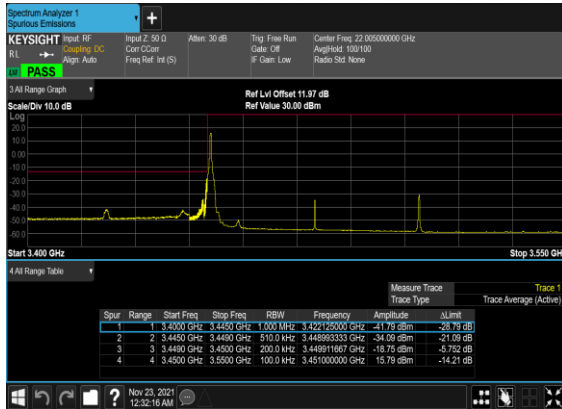 Spectrum Analyzer 1
Spurious Emissions
KEYSIGHT Input: RF Input Z: 50 Ω Atten: 30 dB Trig: Free Run Center Freq: 22.005000000 GHz
RL Coupling: DC Corr CCorr Gate: Off Avg|Hold: 100/100
Align: Auto Freq Ref: Int (S) IF Gain: Low Radio Std: None
PASS
3 All Range Graph
Scale/Div 10.0 dB
Ref Lvl Offset 11.97 dB
Ref Value 30.00 dBm
Log
20.0
10.0
0.00
-10.0
-20.0
-30.0
-40.0
-50.0
-60.0
Start 3.400 GHz Stop 3.550 GH
4 All Range Table
Measure Trace Trace 1
Trace Type Trace Average (Active)
Spur Range Start Freq Stop Freq RBW Frequency Amplitude ΔLimit
1 1 3.4000 GHz 3.4450 GHz 1.000 MHz 3.422125000 GHz -41.79 dBm -28.79 dB
2 2 3.4450 GHz 3.4490 GHz 510.0 kHz 3.448993333 GHz -34.09 dBm -21.09 dB
3 3 3.4490 GHz 3.4500 GHz 200.0 kHz 3.449911667 GHz -18.75 dBm -5.752 dB
4 4 3.4500 GHz 3.5500 GHz 100.0 kHz 3.451000000 GHz 15.79 dBm -14.21 dB
Nov 23, 2021
12:32:16 AM